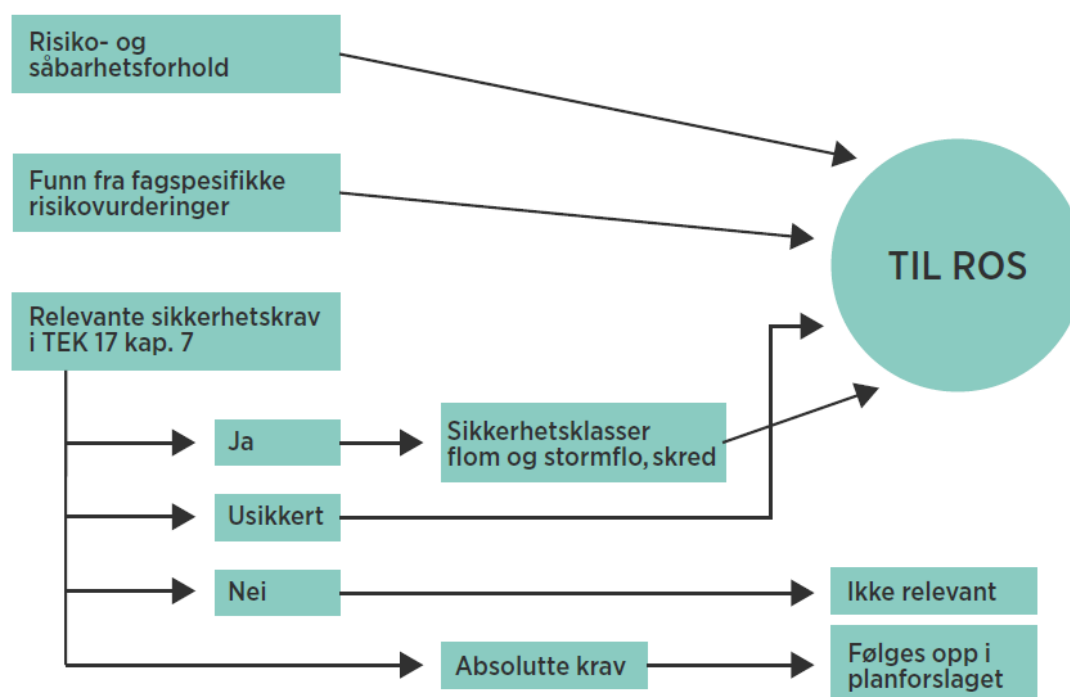 Risiko- og
såbarhetsforhold
Funn fra fagspesifikke
risikovurderinger
TIL ROS
Relevante sikkerhetskrav
i TEK 17 kap. 7
Ja
Sikkerhetsklasser
flom og stormflo, skred
Usikkert
Nei
Ikke relevant
Absolutte krav
Følges opp i
planforslaget